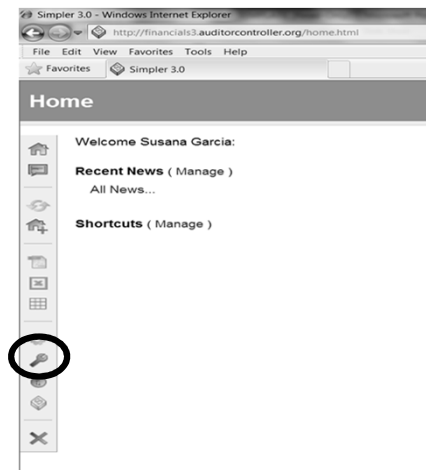 Simpler 3.0 - Windows Internet Explorer
http://financials3.auditorcontroller.org/home.html
File Edit View Favorites Tools Help
Favorites Simpler 3.0
Home
Welcome Susana Garcia:
Recent News ( Manage )
All News...
Shortcuts ( Manage )